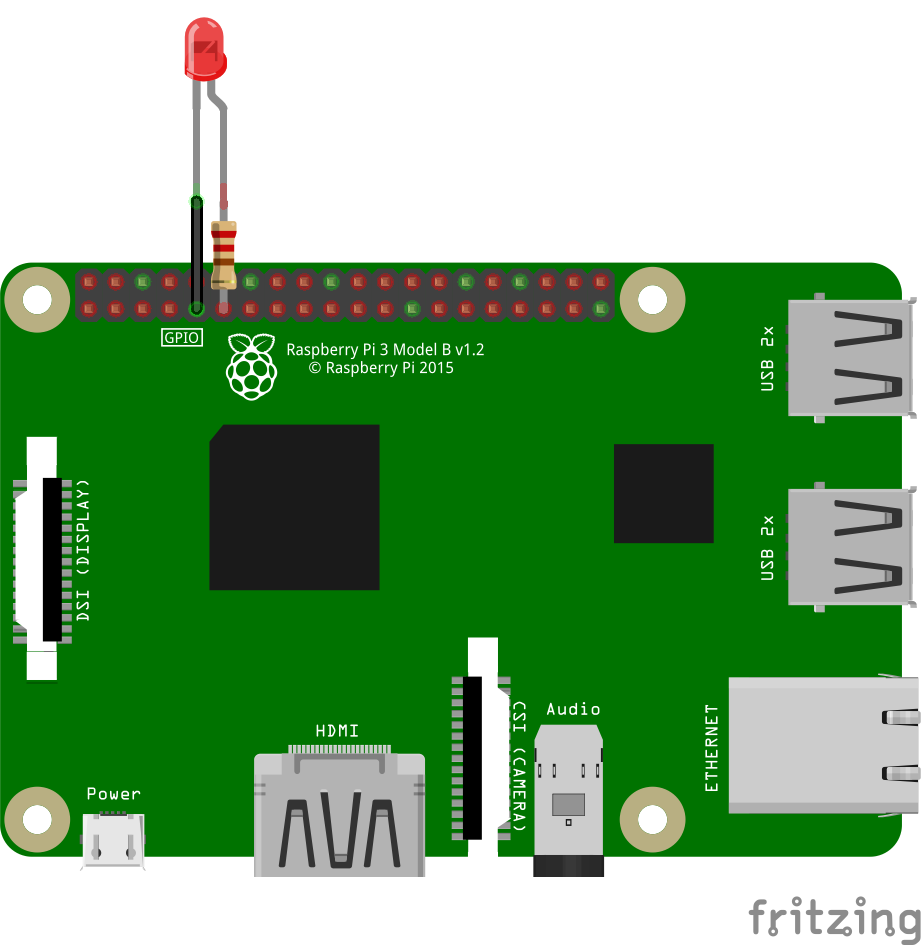 GPIO
Raspberry Pi 3 Model B v1.2
© Raspberry Pi 2015
USB 2x
DSI (DISPLAY)
USB 2x
HDMI
CSI (CAMERA)
Audio
ETHERNET
Power
fritzing